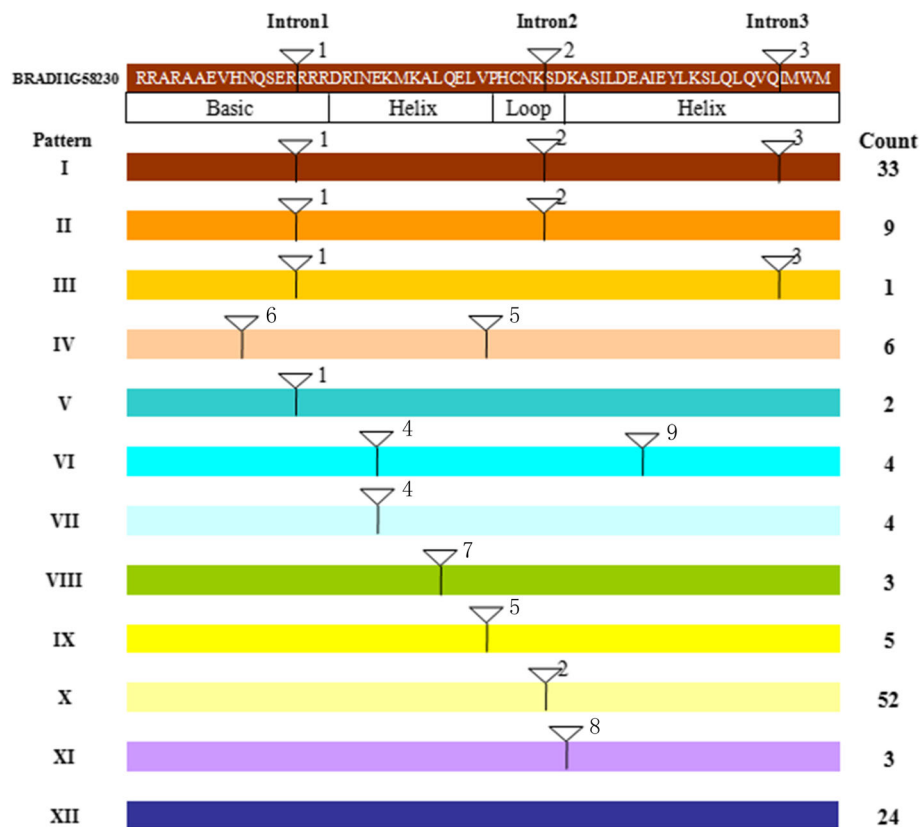 Intron1 Intron2 Intron3
1 2 3
BRADI1G58230 RRARAAEVHNQSERRRRDRINEKMKALQELVPHCNKSDKASILDEAIEYLKSLQLQVQIMWM
Basic Helix Loop Helix
Pattern Count
1 2 3
I 33
1 2
II 9
1 3
III 1
6 5
IV 6
1
V 2
4 9
VI 4
4
VII 4
7
VIII 3
5
IX 5
2
X 52
8
XI 3
XII 24